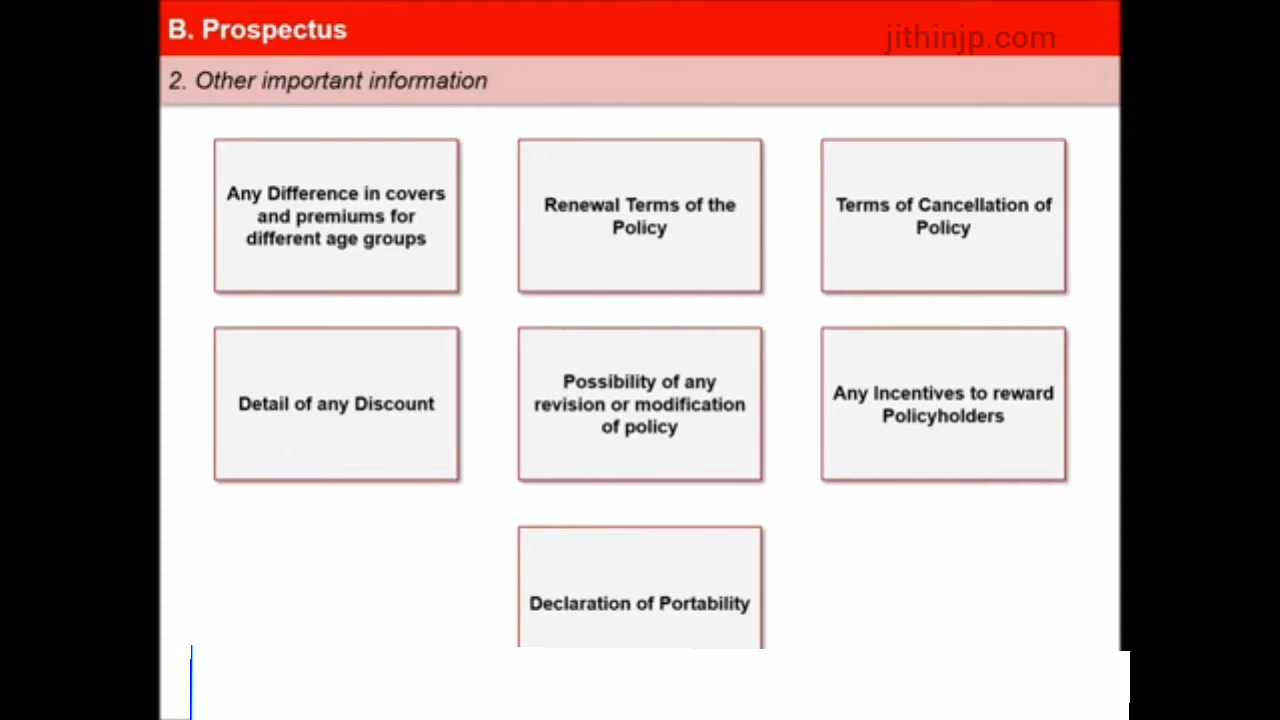 B. Prospectus
jithinjp.com
2. Other important information
Any Difference in covers
and premiums for
different age groups
Renewal Terms of the
Policy
Terms of Cancellation of
Policy
Detail of any Discount
Possibility of any
revision or modification
of policy
Any Incentives to reward
Policyholders
Declaration of Portability